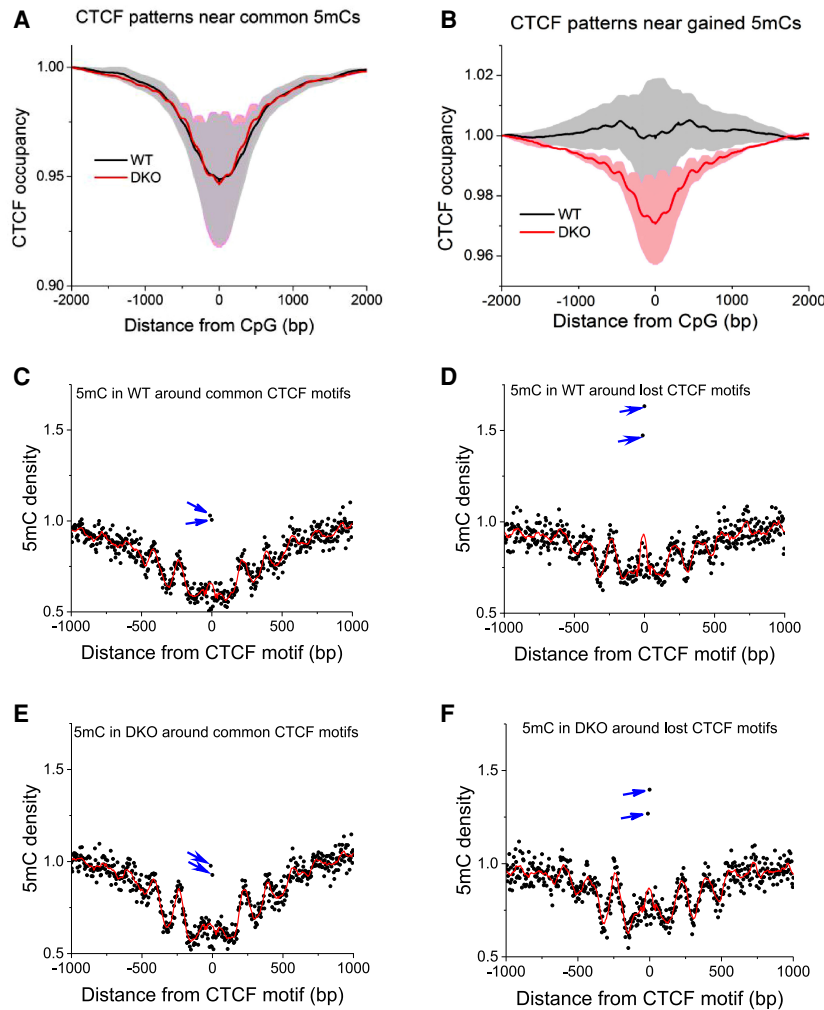 A
CTCF patterns near common 5mCs
CTCF occupancy
1.00
0.95
0.90
WT
DKO
-2000
-1000
0
1000
2000
Distance from CpG (bp)
B
CTCF patterns near gained 5mCs
CTCF occupancy
1.02
1.00
0.98
0.96
WT
DKO
-2000
-1000
0
1000
2000
Distance from CpG (bp)
C
5mC in WT around common CTCF motifs
5mC density
1.5
1.0
0.5
-1000
-500
0
500
1000
Distance from CTCF motif (bp)
D
5mC in WT around lost CTCF motifs
5mC density
1.5
1.0
0.5
-1000
-500
0
500
1000
Distance from CTCF motif (bp)
E
5mC in DKO around common CTCF motifs
5mC density
1.5
1.0
0.5
-1000
-500
0
500
1000
Distance from CTCF motif (bp)
F
5mC in DKO around lost CTCF motifs
5mC density
1.5
1.0
0.5
-1000
-500
0
500
1000
Distance from CTCF motif (bp)